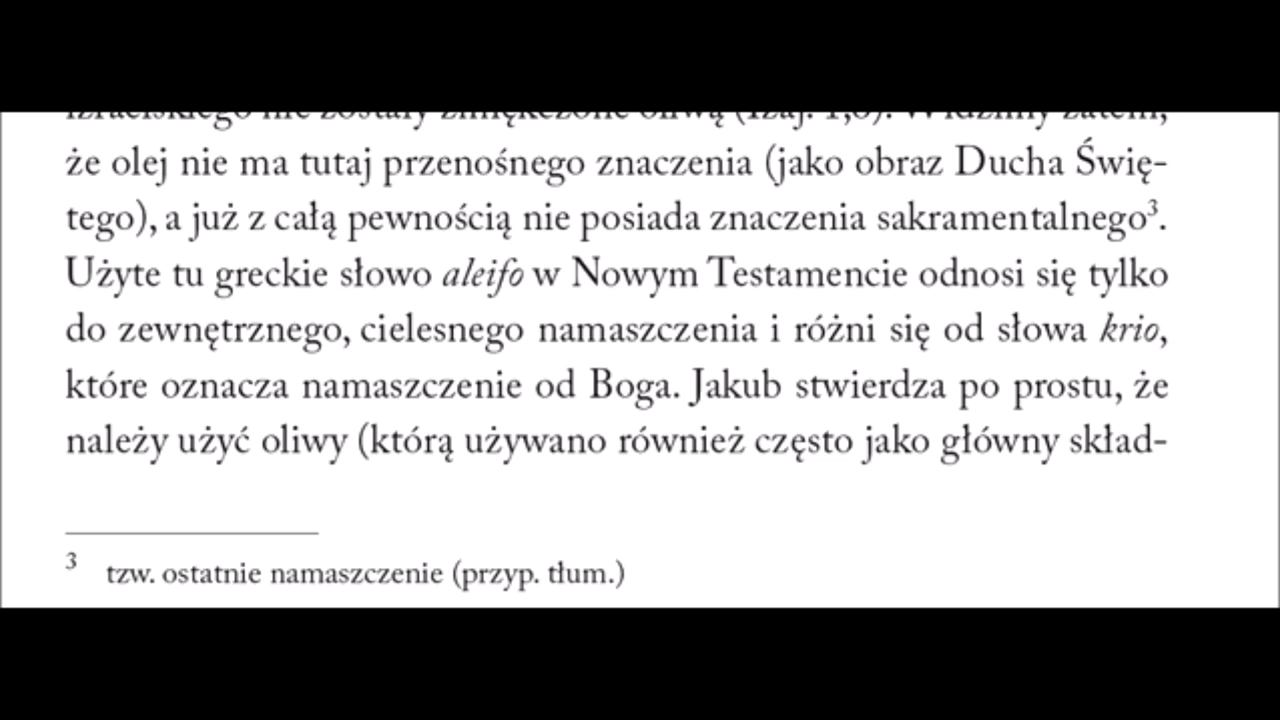 że olej nie ma tutaj przenośnego znaczenia (jako obraz Ducha Świę-
tego), a już z całą pewnością nie posiada znaczenia sakramentalnego³.
Użyte tu greckie słowo aleifo w Nowym Testamencie odnosi się tylko
do zewnętrznego, cielesnego namaszczenia i różni się od słowa krio,
które oznacza namaszczenie od Boga. Jakub stwierdza po prostu, że
należy użyć oliwy (którą używano również często jako główny skład-
³ tzw. ostatnie namaszczenie (przyp. tłum.)